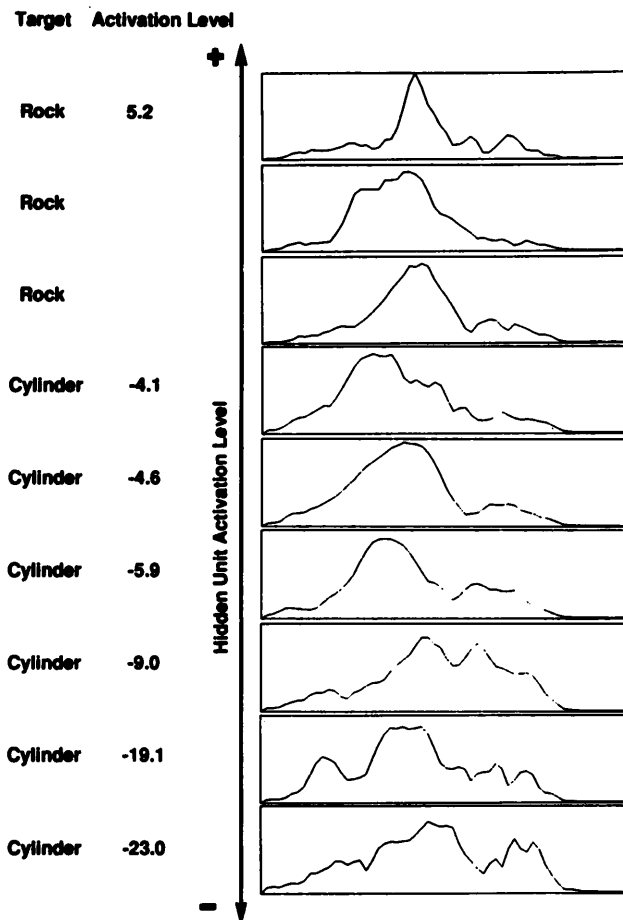 Target Activation Level
+
Rock 5.2
Rock
Rock
Cylinder -4.1
Cylinder -4.6
Cylinder -5.9
Cylinder -9.0
Cylinder -19.1
Cylinder -23.0
-
Hidden Unit Activation Level